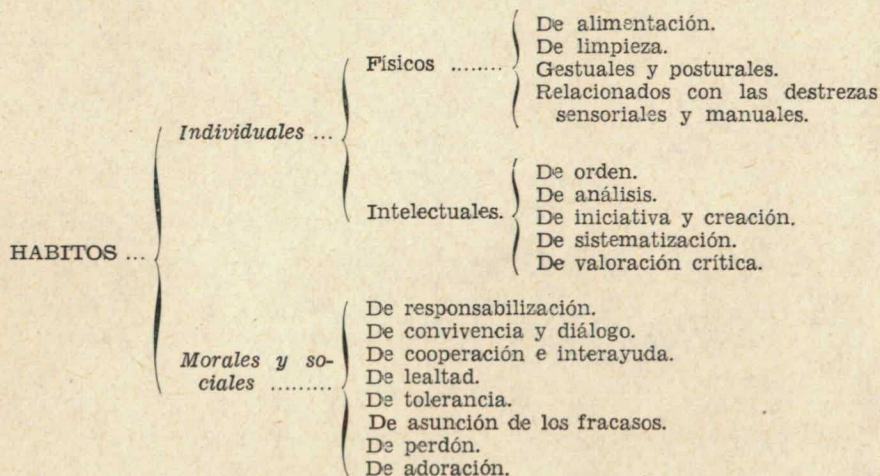 De alimentación.
De limpieza.
Físicos ........
Gestuales y posturales.
Relacionados con las destrezas
sensoriales y manuales.
Individuales ...
De orden.
De análisis.
Intelectuales.
De iniciativa y creación.
De sistematización.
De valoración crítica.
HABITOS ...
De responsabilización.
De convivencia y diálogo.
De cooperación e interayuda.
Morales y so-
ciales .........
De lealtad.
De tolerancia.
De asunción de los fracasos.
De perdón.
De adoración.